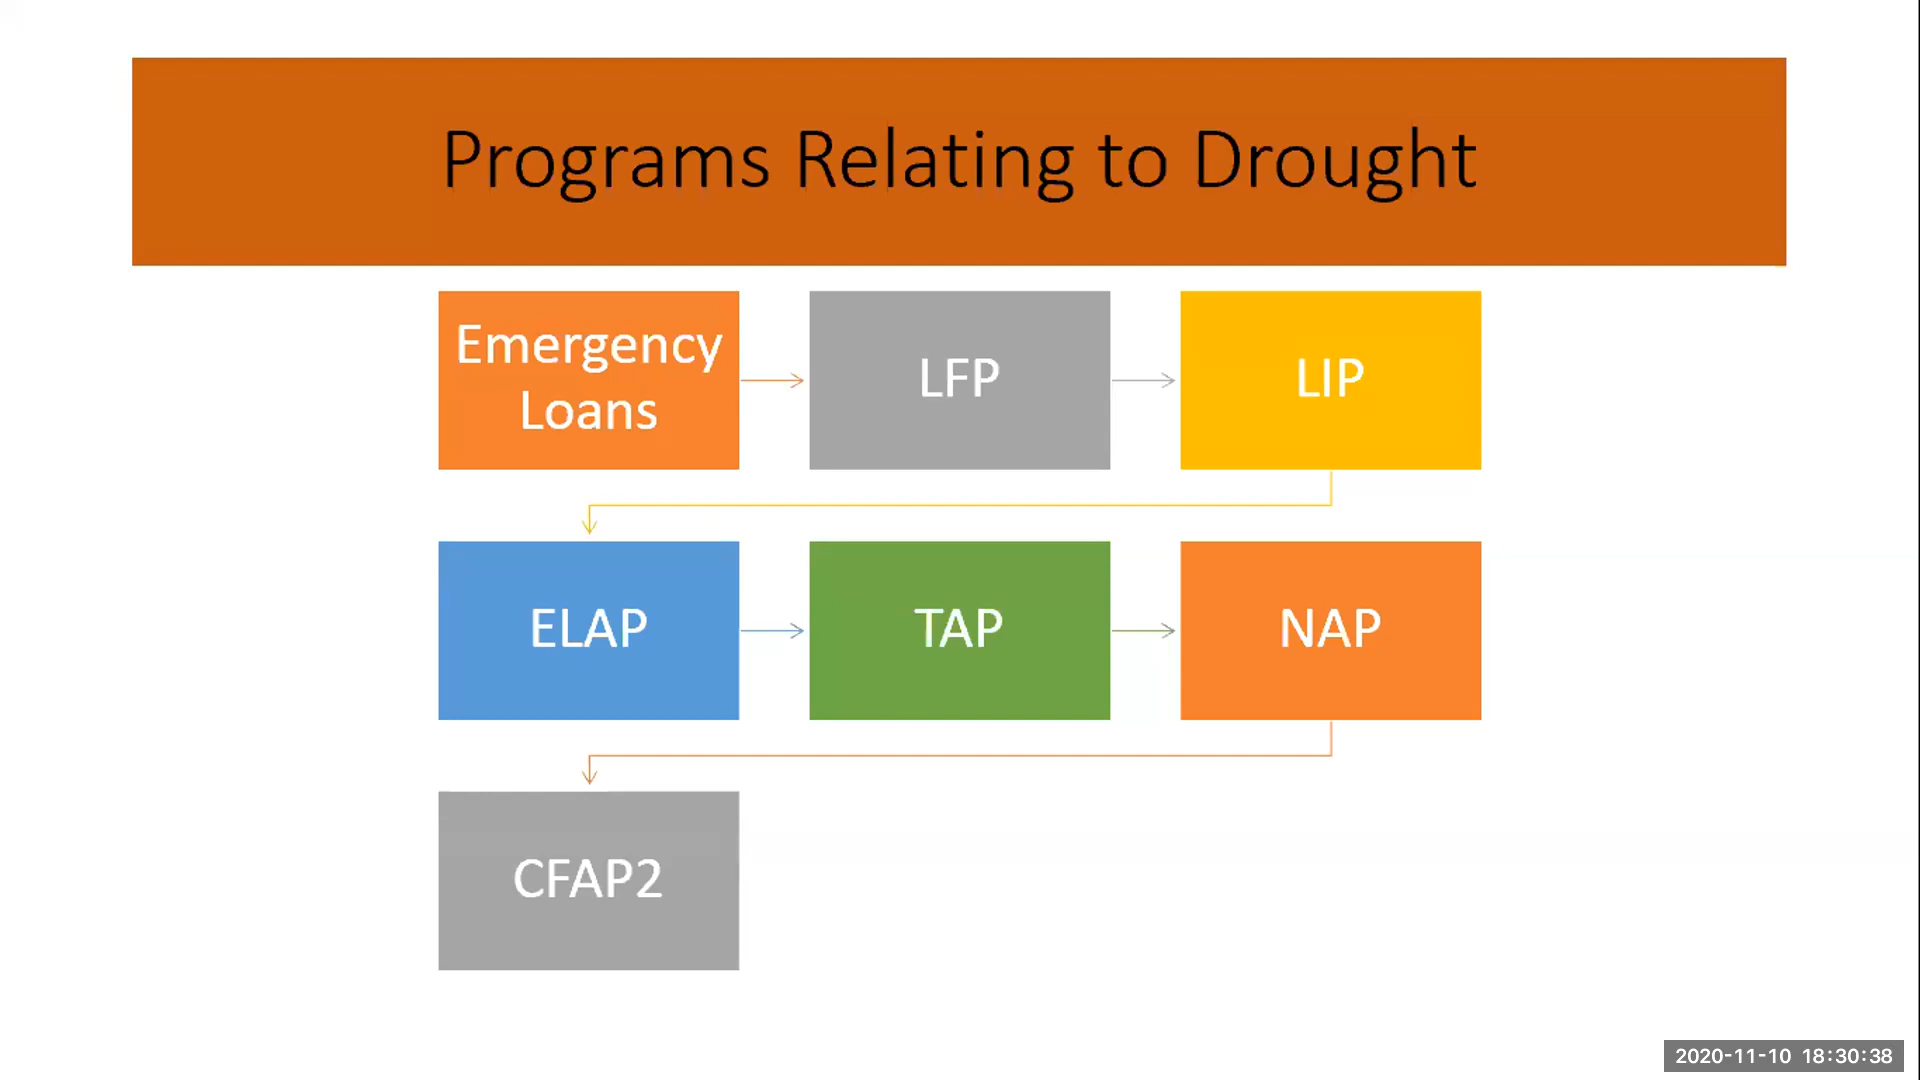 Programs Relating to Drought
Emergency
Loans
LFP
LIP
ELAP
TAP
NAP
CFAP2
2020-11-10 18:30:38